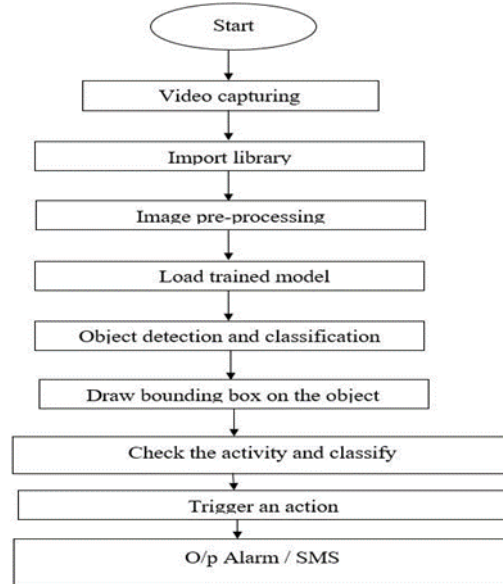 Start
Video capturing
Import library
Image pre-processing
Load trained model
Object detection and classification
Draw bounding box on the object
Check the activity and classify
Trigger an action
O/p Alarm / SMS